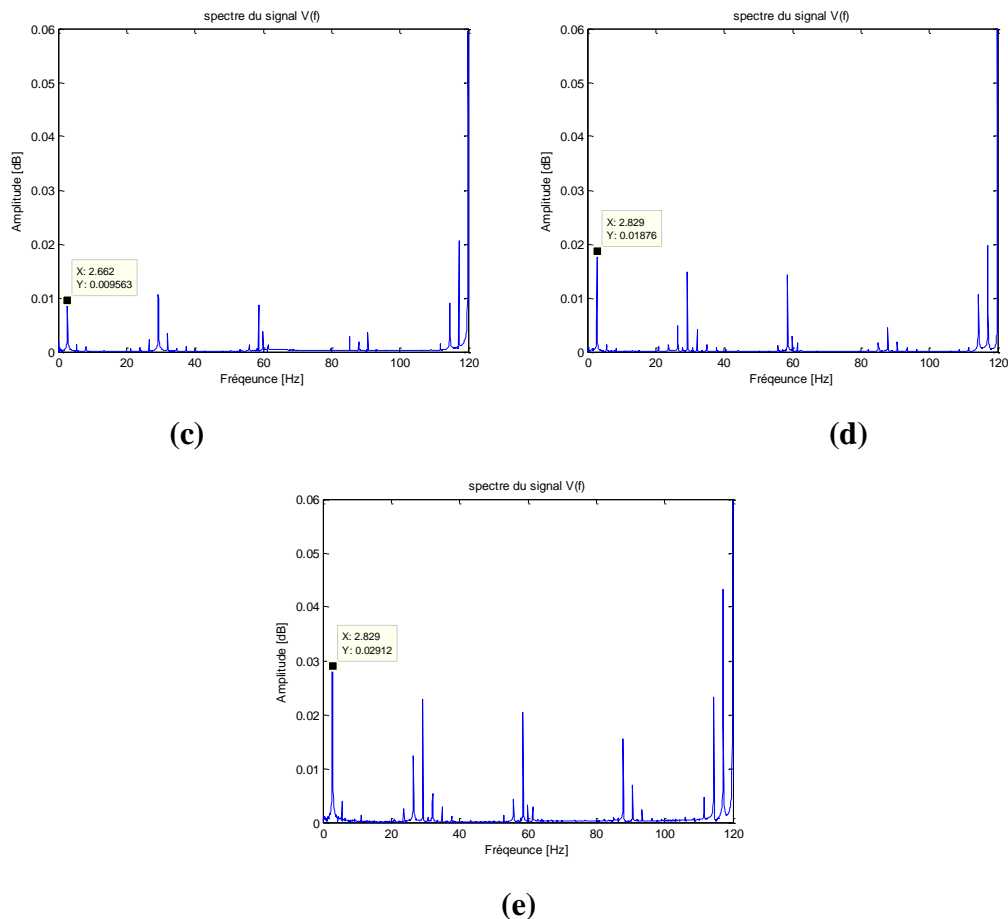 spectre du signal V(f)
0.06
0.05
0.04
0.03
0.02
0.01
0
Amplitude [dB]
X: 2.662
Y: 0.009563
0 20 40 60 80 100 120
Fréqeunce [Hz]
(c)
spectre du signal V(f)
0.06
0.05
0.04
0.03
0.02
0.01
0
Amplitude [dB]
X: 2.829
Y: 0.01876
0 20 40 60 80 100 120
Fréqeunce [Hz]
(d)
spectre du signal V(f)
0.06
0.05
0.04
0.03
0.02
0.01
0
Amplitude [dB]
X: 2.829
Y: 0.02912
0 20 40 60 80 100 120
Fréqeunce [Hz]
(e)